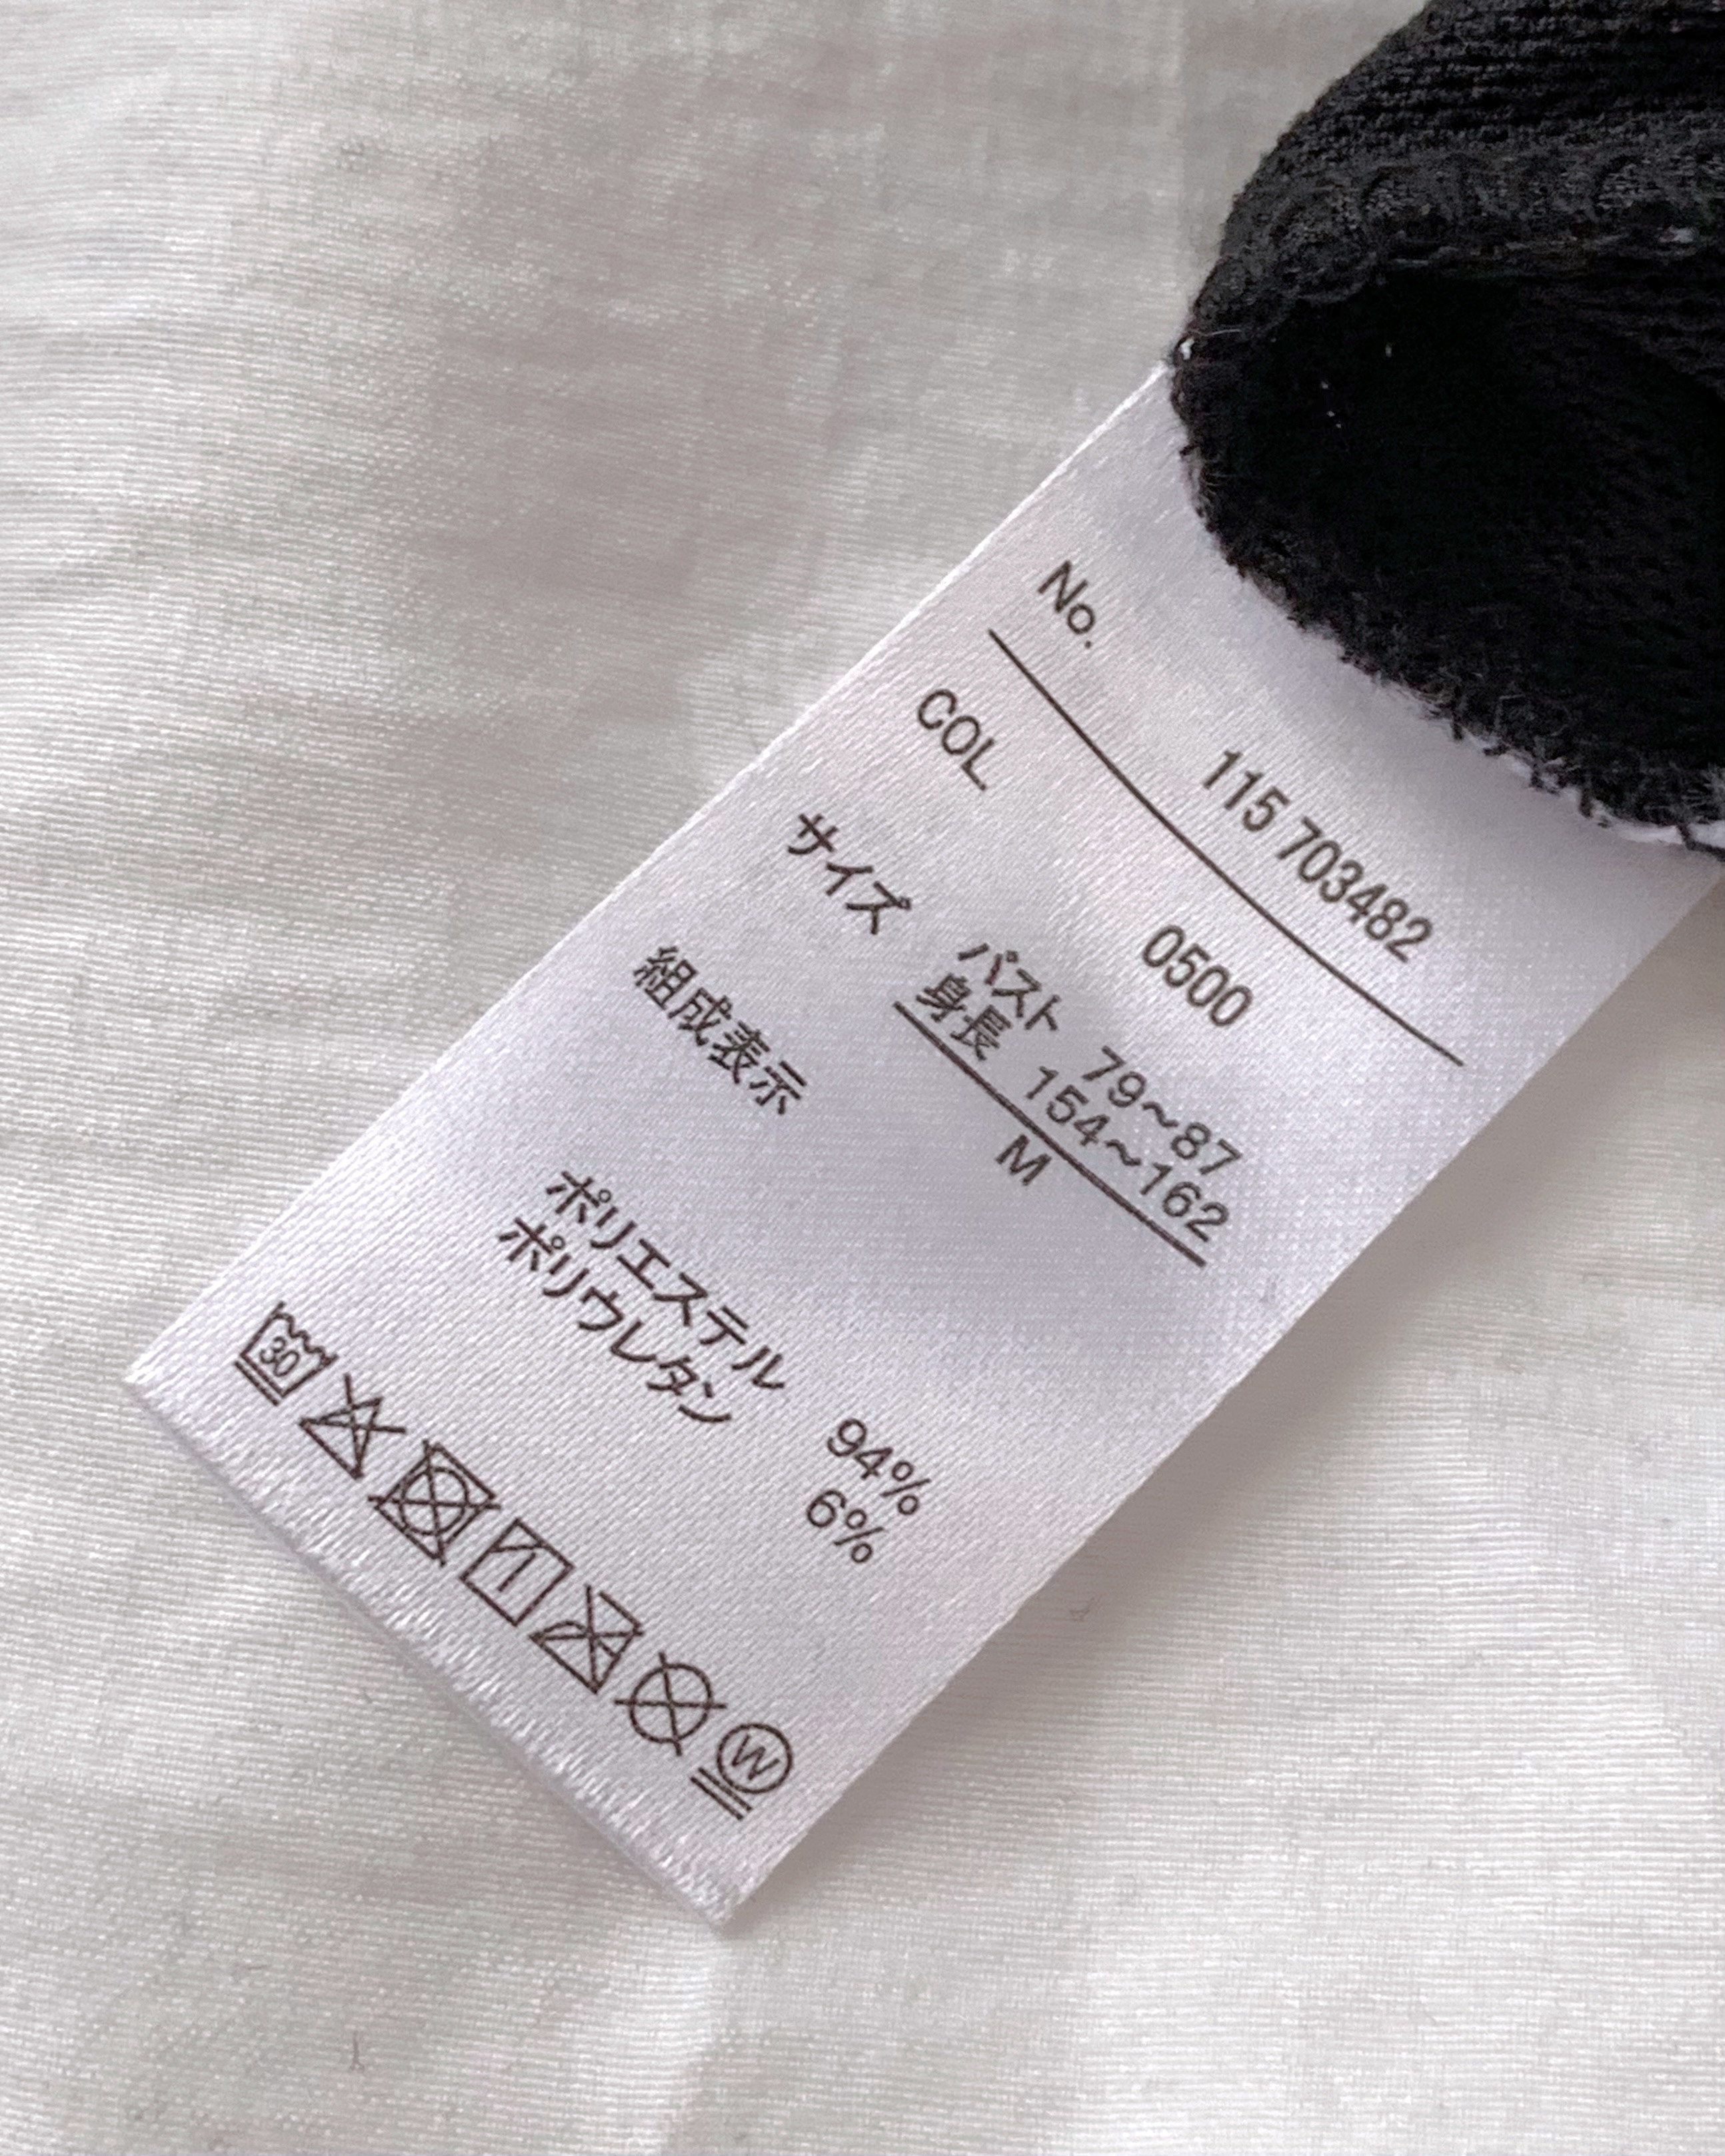 No. 115 703482
COL. 0500
サイズ バスト 79～87
身長 154～162
M
組成表示
ポリエステル 94%
ポリウレタン 6%
30
W